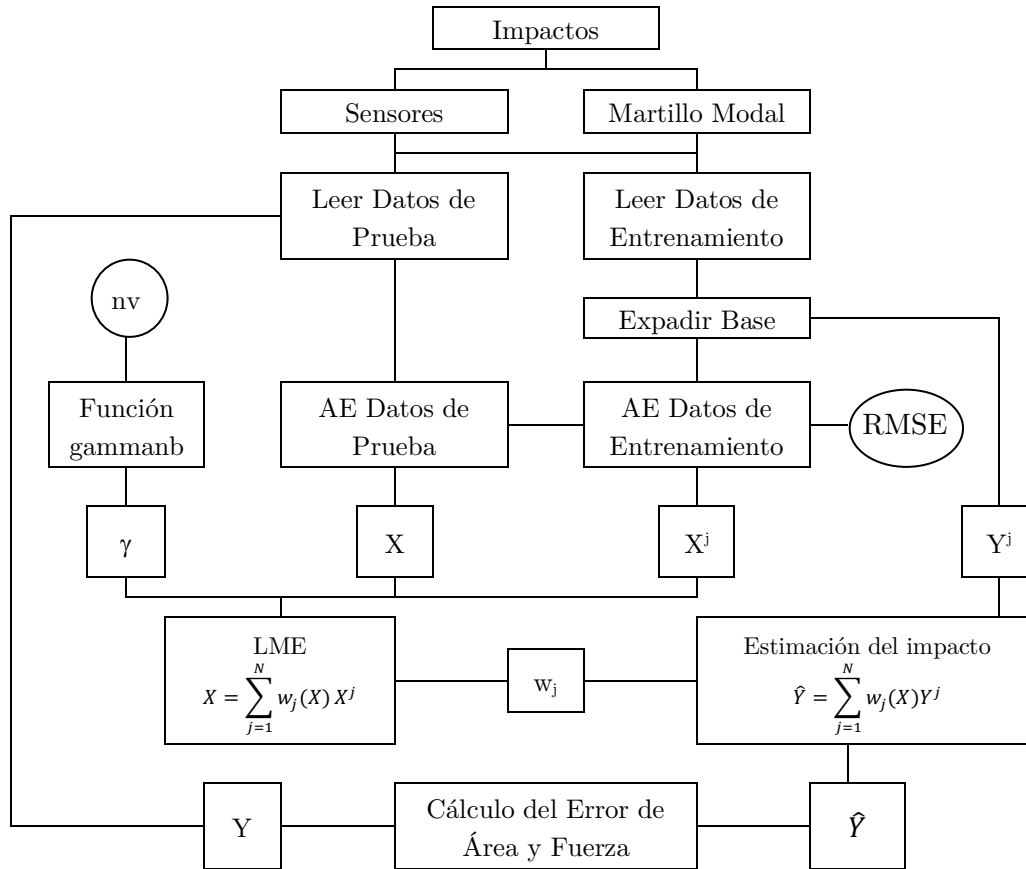 Impactos
Sensores
Martillo Modal
Leer Datos de
Prueba
Leer Datos de
Entrenamiento
nv
Expadir Base
Función
gammanb
AE Datos de
Prueba
AE Datos de
Entrenamiento
RMSE
γ
X
Xʲ
Yʲ
LME
X = ∑_{j=1}^{N} w_j(X) X^j
w_j
Estimación del impacto
Ŷ = ∑_{j=1}^{N} w_j(X)Y^j
Y
Cálculo del Error de
Área y Fuerza
Ŷ